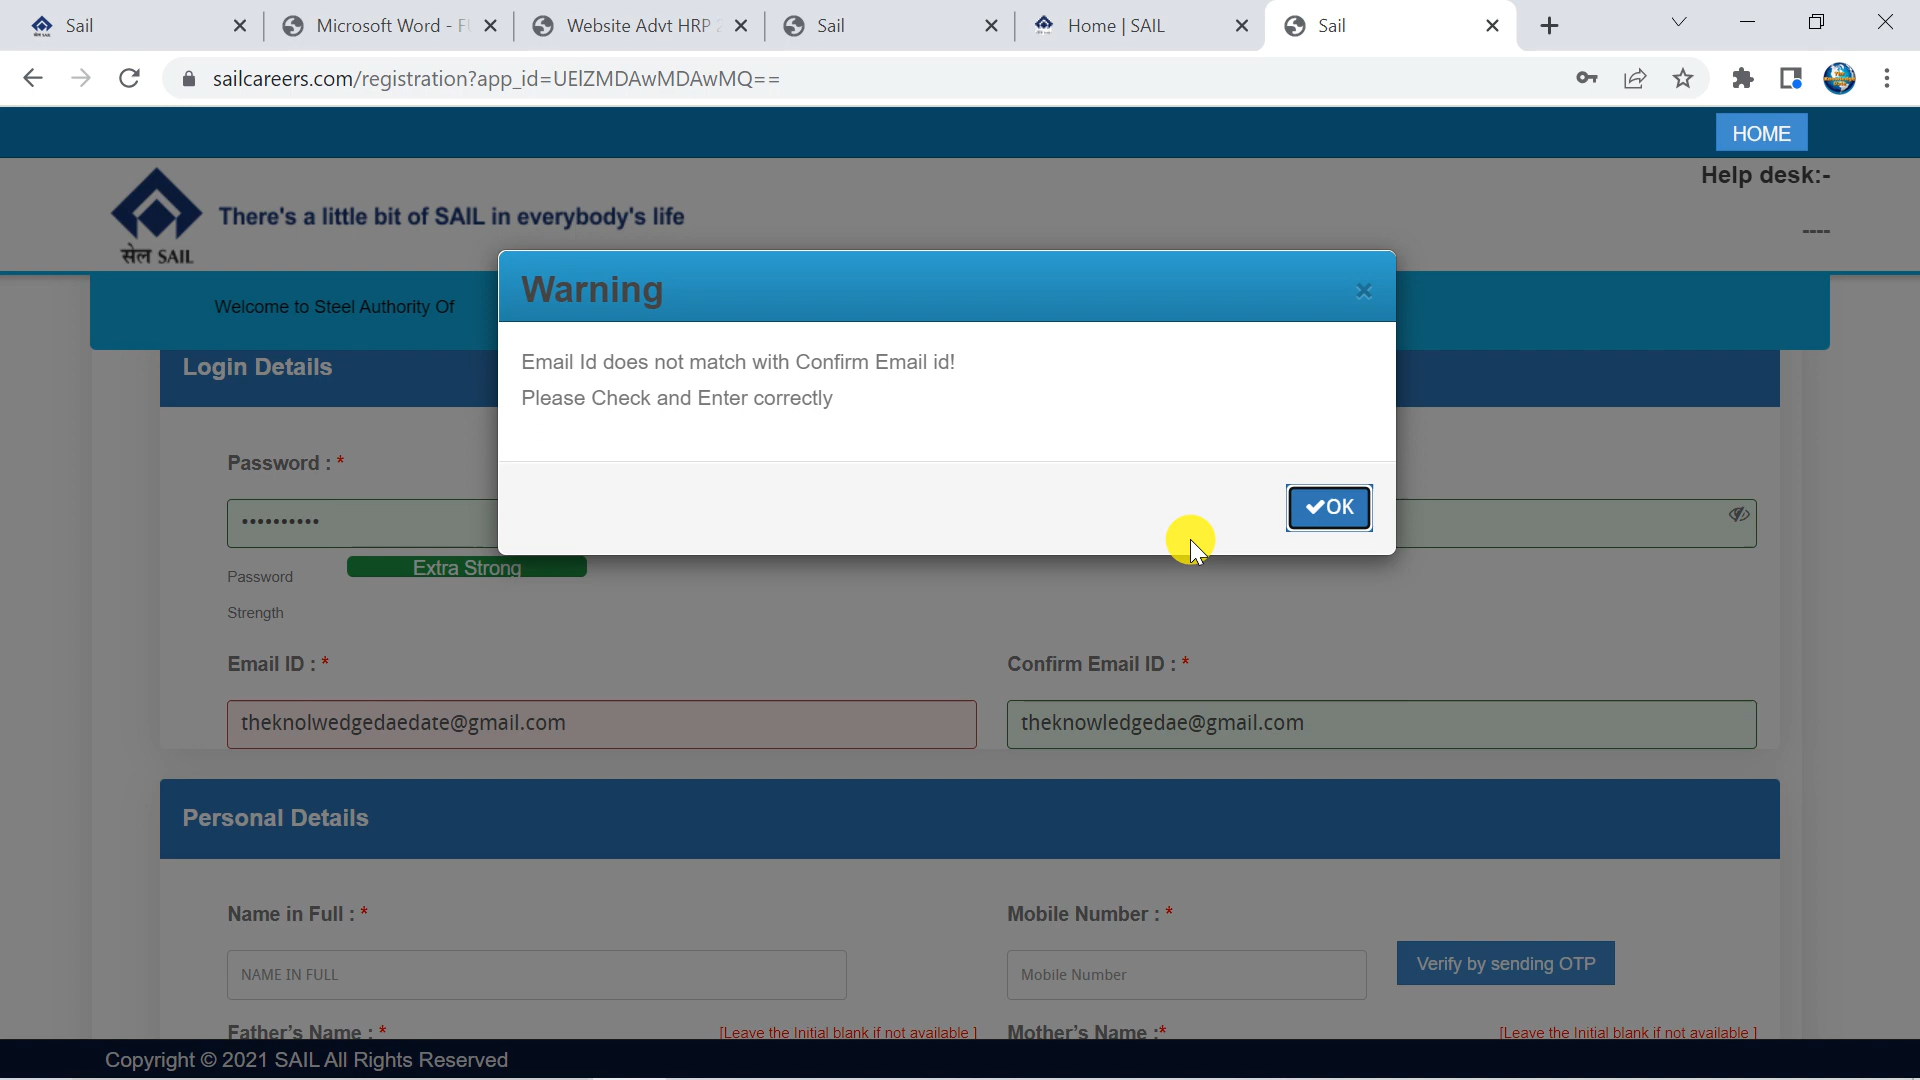 Sail
Microsoft Word - F
Website Advt HRP 2
Sail
Home | SAIL
Sail
sailcareers.com/registration?app_id=UElZMDAwMDAwMQ==
HOME
Help desk:-
----
There's a little bit of SAIL in everybody's life
सेल SAIL
Welcome to Steel Authority Of
Warning
×
Email Id does not match with Confirm Email id!
Please Check and Enter correctly
✔OK
Login Details
Password : *
••••••••••
Password
Strength
Extra Strong
Email ID : *
Confirm Email ID : *
theknolwedgedaedate@gmail.com
theknowledgedae@gmail.com
Personal Details
Name in Full : *
Mobile Number : *
NAME IN FULL
Mobile Number
Verify by sending OTP
Father's Name : *
[Leave the Initial blank if not available ]
Mother's Name :*
[Leave the Initial blank if not available ]
Copyright © 2021 SAIL All Rights Reserved